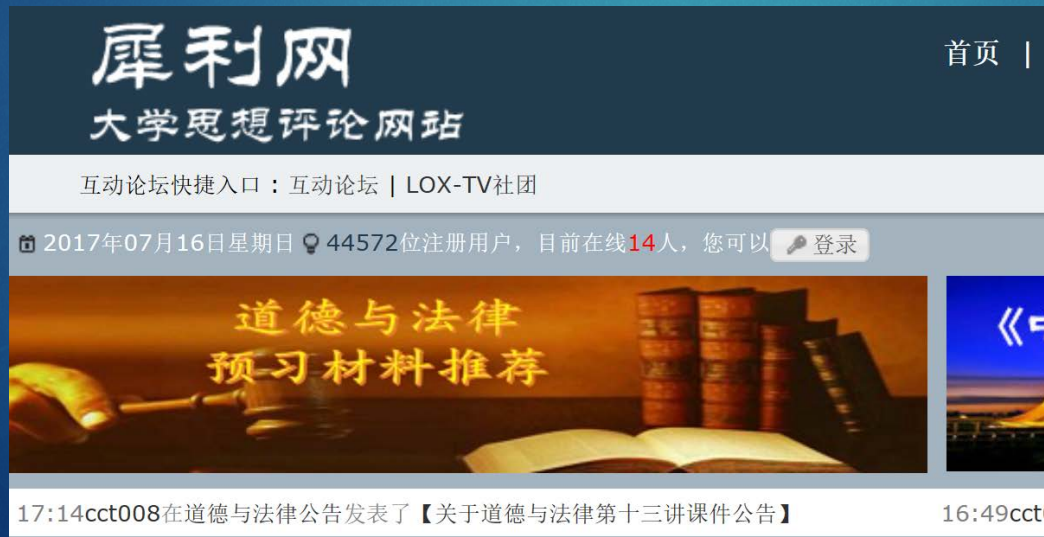 犀利网
大学思想评论网站
首页 |
互动论坛快捷入口：互动论坛 | LOX-TV社团
2017年07月16日星期日 44572位注册用户，目前在线14人，您可以 登录
道德与法律
预习材料推荐
《中
17:14cct008在道德与法律公告发表了【关于道德与法律第十三讲课件公告】
16:49cct